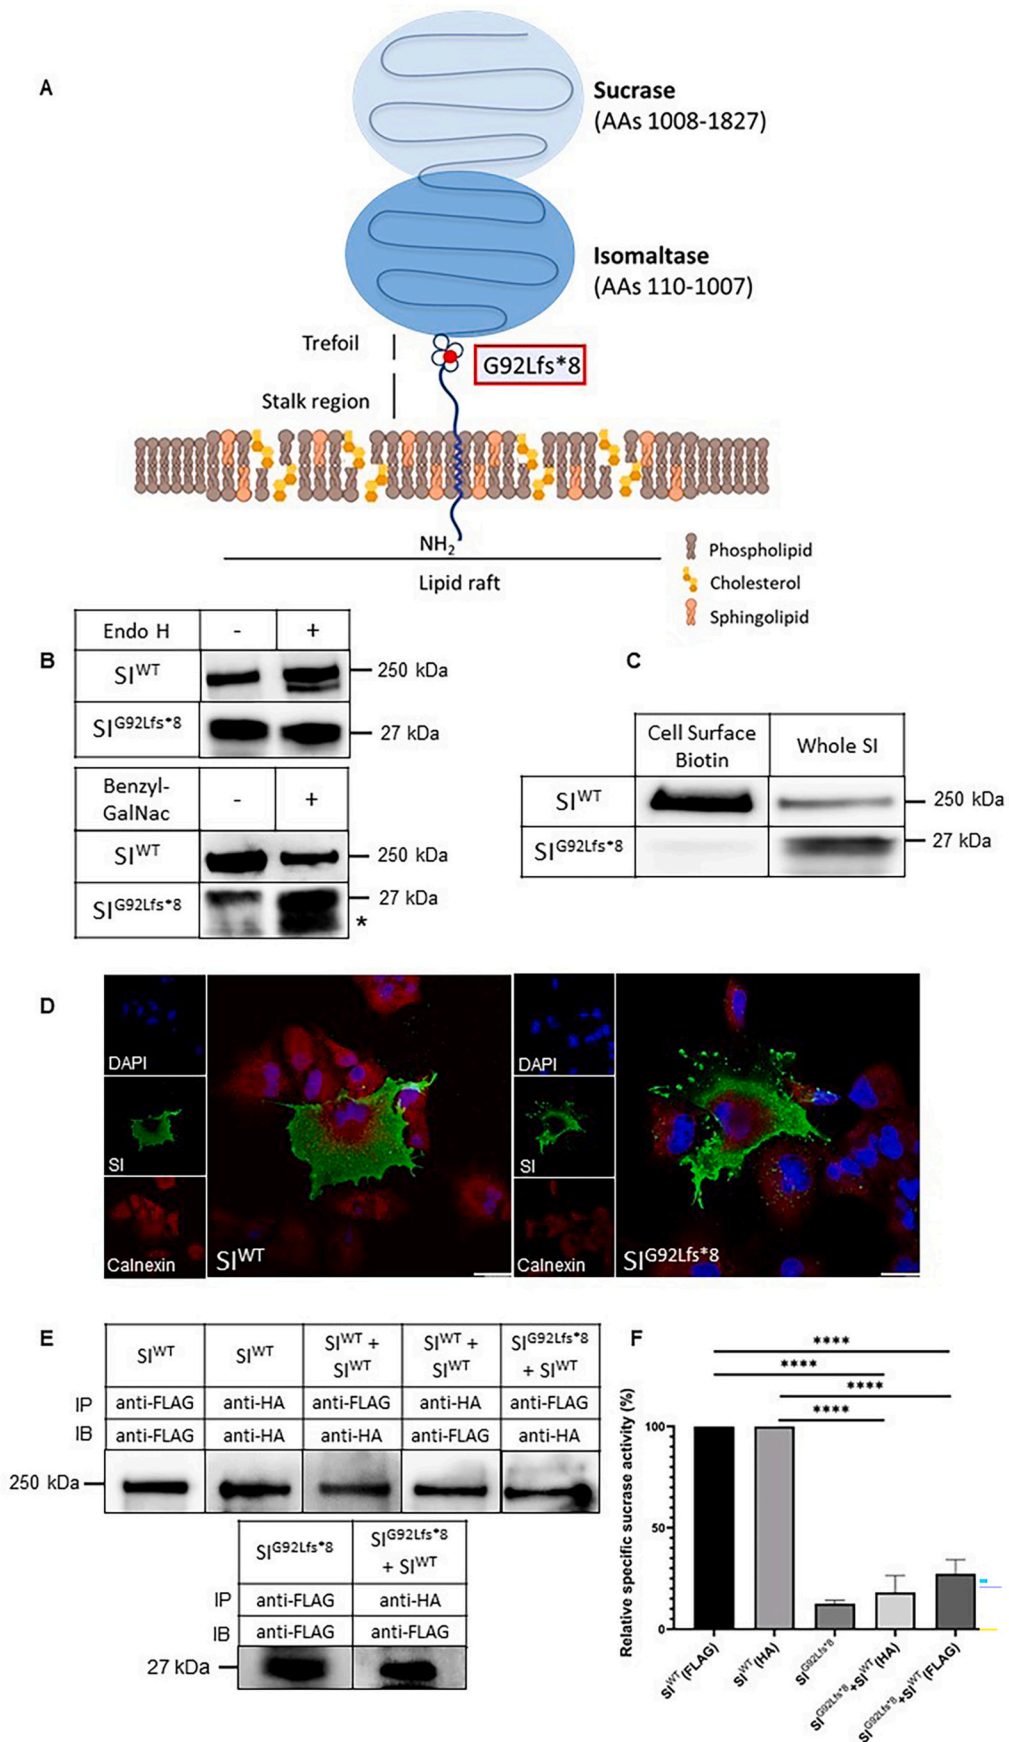 A
Sucrase
(AAs 1008-1827)
Isomaltase
(AAs 110-1007)
Trefoil
G92Lfs*8
Stalk region
NH2
Lipid raft
Phospholipid
Cholesterol
Sphingolipid
B
Endo H - +
SIWT 250 kDa
SIG92Lfs*8 27 kDa
Benzyl-
GalNac - +
SIWT 250 kDa
SIG92Lfs*8 27 kDa
*
C
Cell Surface
Biotin
Whole SI
SIWT 250 kDa
SIG92Lfs*8 27 kDa
D
DAPI
SI
Calnexin
SIWT
DAPI
SI
Calnexin
SIG92Lfs*8
E
SIWT
SIWT
SIWT +
SIWT
SIWT +
SIWT
SIG92Lfs*8
+ SIWT
IP anti-FLAG anti-HA anti-FLAG anti-HA anti-FLAG
IB anti-FLAG anti-HA anti-HA anti-FLAG anti-HA
250 kDa
SIG92Lfs*8
SIG92Lfs*8
+ SIWT
IP anti-FLAG anti-HA
IB anti-FLAG anti-FLAG
27 kDa
F
****
****
****
****
Relative specific sucrase activity (%)
100
50
0
SIWT(FLAG)
SIWT(HA)
SIG92Lfs*8
SIG92Lfs*8+SIWT(HA)
SIG92Lfs*8+SIWT(FLAG)